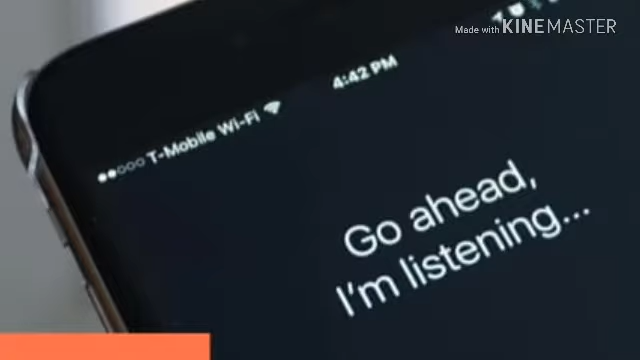 Made with KINEMASTER
4:42 PM
T-Mobile Wi-Fi
Go ahead,
I'm listening...